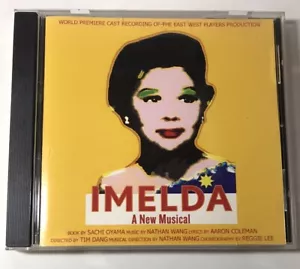 WORLD PREMIERE CAST RECORDING OF THE EAST WEST PLAYERS PRODUCTION
IMELDA
A New Musical
BOOK BY SACHI OYAMA MUSIC BY NATHAN WANG LYRICS BY AARON COLEMAN
DIRECTED BY TIM DANG MUSICAL DIRECTION BY NATHAN WANG CHOREOGRAPHY BY REGGIE LEE